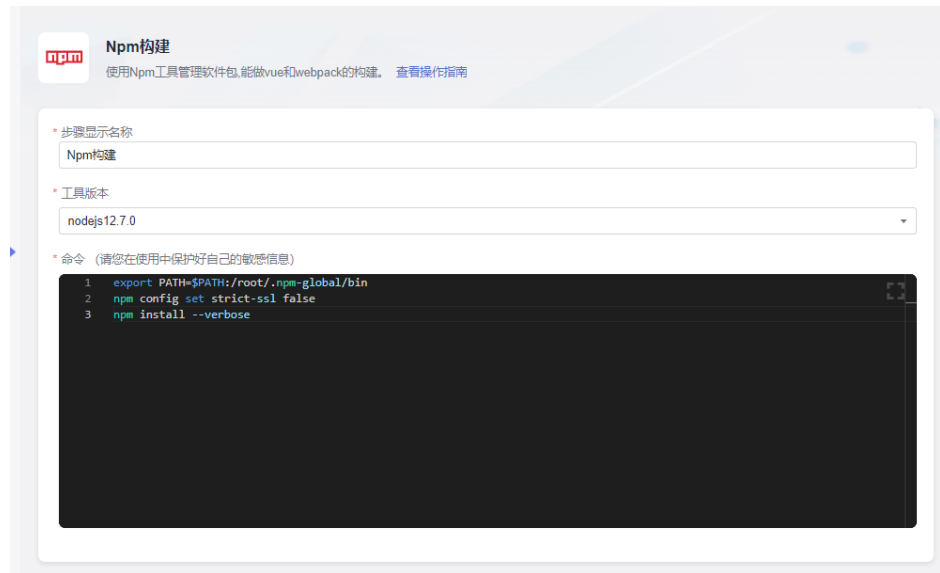 npm
Npm构建
使用Npm工具管理软件包,能做vue和webpack的构建。 查看操作指南
* 步骤显示名称
Npm构建
* 工具版本
nodejs12.7.0
* 命令 （请您在使用中保护好自己的敏感信息）
1 export PATH=$PATH:/root/.npm-global/bin
2 npm config set strict-ssl false
3 npm install --verbose